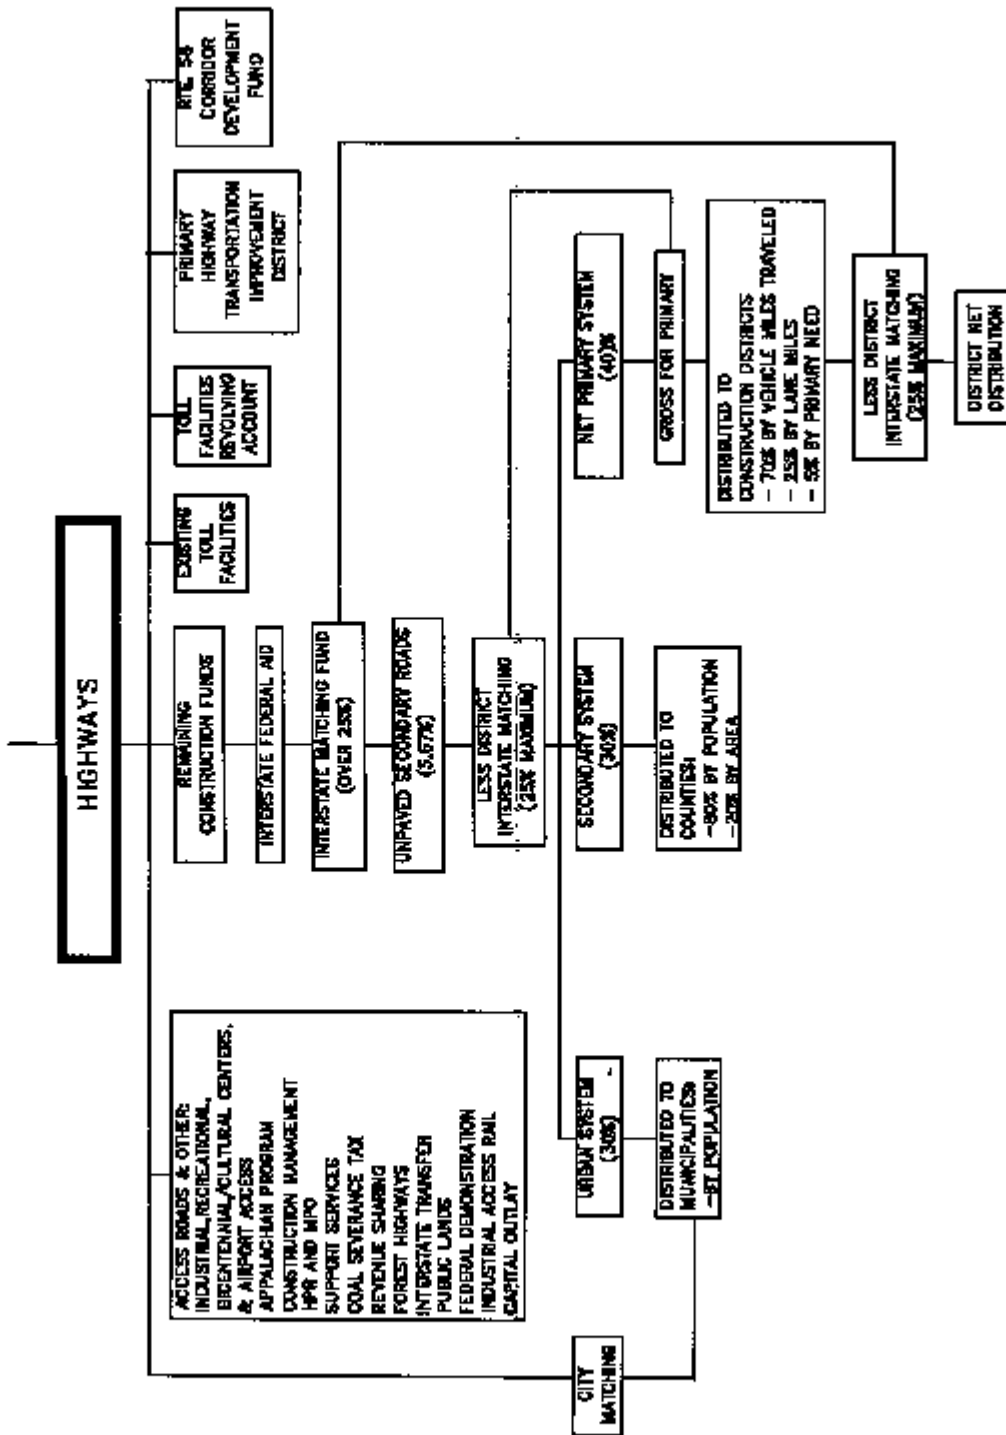 HIGHWAYS
ACCESS ROADS & OTHER:
INDUSTRIAL, RECREATIONAL,
BICENTENNIAL/CULTURAL CENTERS,
& AIRPORT ACCESS
APPALACHIAN PROGRAM
CONSTRUCTION MANAGEMENT
HPR AND MPO
SUPPORT SERVICES
COAL SEVERANCE TAX
REVENUE SHARING
FOREST HIGHWAYS
INTERSTATE TRANSFER
PUBLIC LANDS
FEDERAL DEMONSTRATION
INDUSTRIAL ACCESS RAIL
CAPITAL OUTLAY
REMAINING
CONSTRUCTION FUNDS
EXISTING
TOLL
FACILITIES
TOLL
FACILITIES
REVOLVING
ACCOUNT
PRIMARY
HIGHWAY
TRANSPORTATION
IMPROVEMENT
DISTRICT
RTE. 58
CORRIDOR
DEVELOPMENT
FUND
INTERSTATE FEDERAL AID
INTERSTATE MATCHING FUND
(OVER 25%)
UNPAVED SECONDARY ROADS
(5.67%)
LESS DISTRICT
INTERSTATE MATCHING
(25% MAXIMUM)
CITY
MATCHING
URBAN SYSTEM
(30%)
SECONDARY SYSTEM
(30%)
NET PRIMARY SYSTEM
(40)%
GROSS FOR PRIMARY
DISTRIBUTED TO
MUNICIPALITIES:
-BY POPULATION
DISTRIBUTED TO
COUNTIES:
-80% BY POPULATION
-20% BY AREA
DISTRIBUTED TO
CONSTRUCTION DISTRICTS
- 70% BY VEHICLE MILES TRAVELED
- 25% BY LANE MILES
- 5% BY PRIMARY NEED
LESS DISTRICT
INTERSTATE MATCHING
(25% MAXIMUM)
DISTRICT NET
DISTRIBUTION